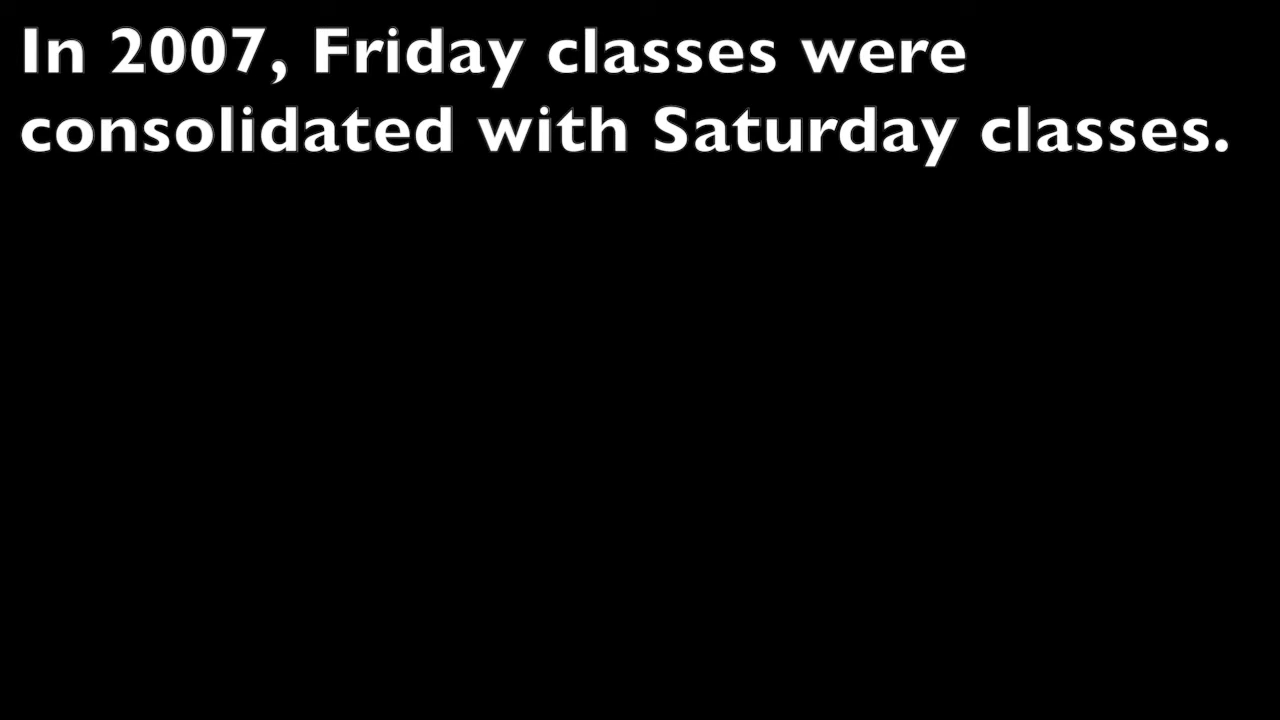 In 2007, Friday classes were
consolidated with Saturday classes.